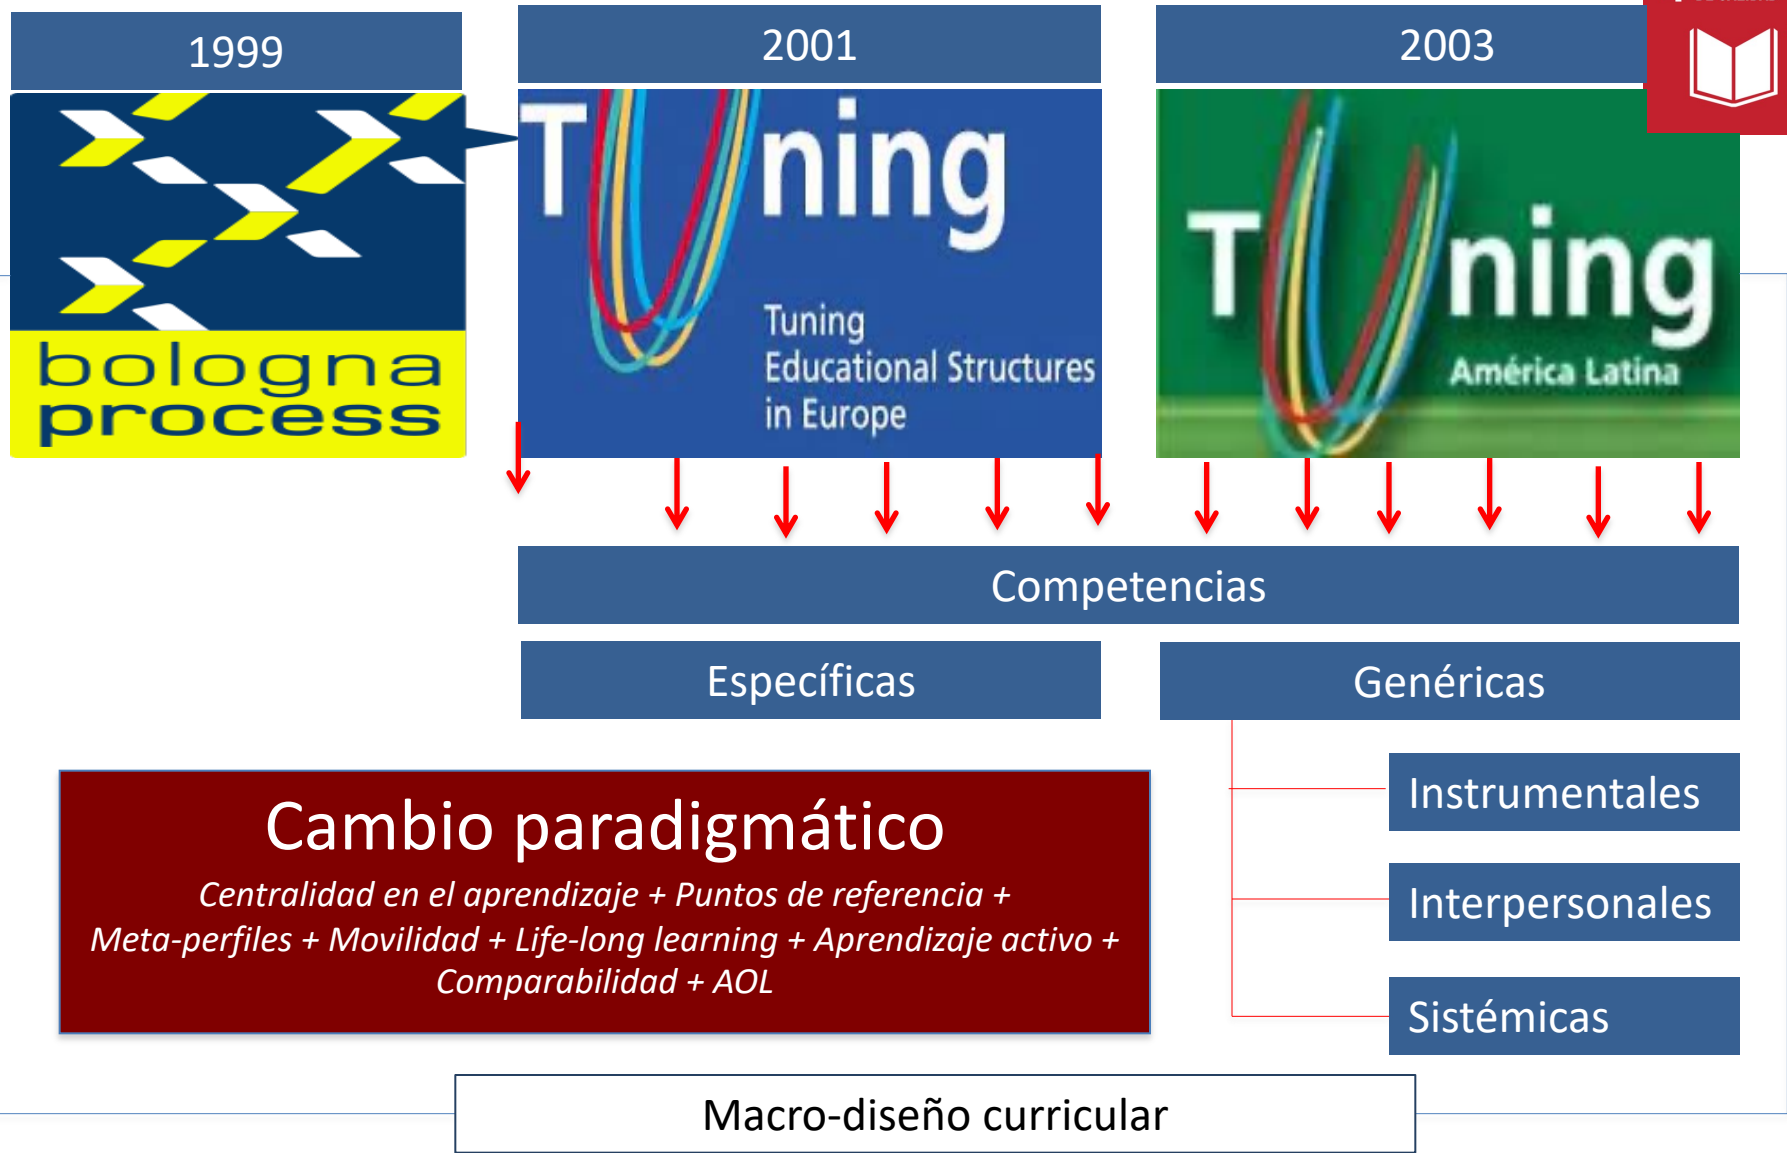 1999
2001
2003
bologna
process
Tuning
Tuning
Educational Structures
in Europe
Tuning
América Latina
Competencias
Específicas
Genéricas
Instrumentales
Interpersonales
Sistémicas
Cambio paradigmático
Centralidad en el aprendizaje + Puntos de referencia +
Meta-perfiles + Movilidad + Life-long learning + Aprendizaje activo +
Comparabilidad + AOL
Macro-diseño curricular